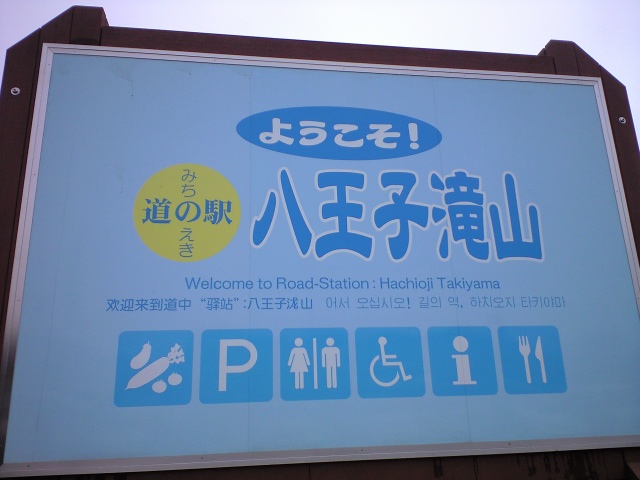 ようこそ!
みち
道の駅
えき
八王子滝山
Welcome to Road-Station : Hachioji Takiyama
欢迎来到道中 “驿站”:八王子泷山 어서 오십시오! 길의 역, 하치오지 타키야마
P
i